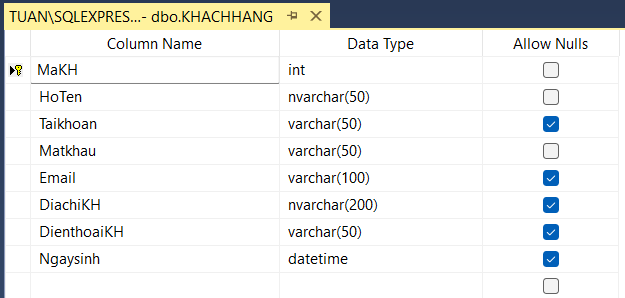 TUAN\SQLEXPRES...- dbo.KHACHHANG
Column Name Data Type Allow Nulls
MaKH int
HoTen nvarchar(50)
Taikhoan varchar(50)
Matkhau varchar(50)
Email varchar(100)
DiachiKH nvarchar(200)
DienthoaiKH varchar(50)
Ngaysinh datetime